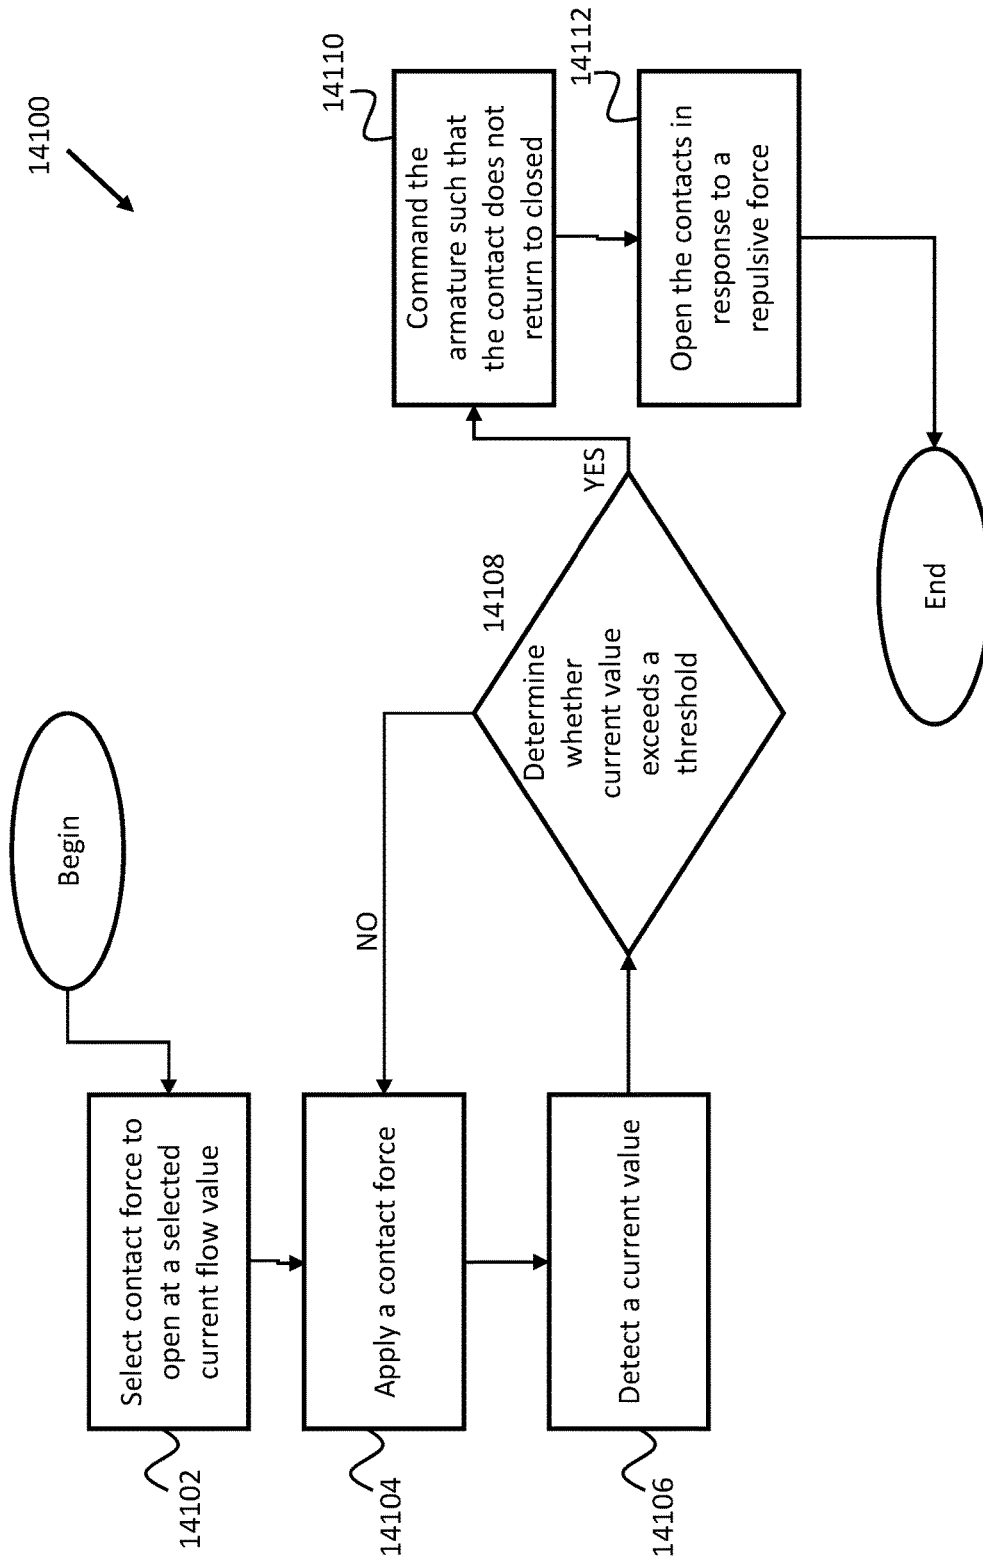 14100
Begin
14102
Select contact force to
open at a selected
current flow value
14104
Apply a contact force
14106
Detect a current value
14108
Determine
whether
current value
exceeds a
threshold
NO
YES
14110
Command the
armature such that
the contact does not
return to closed
14112
Open the contacts in
response to a
repulsive force
End